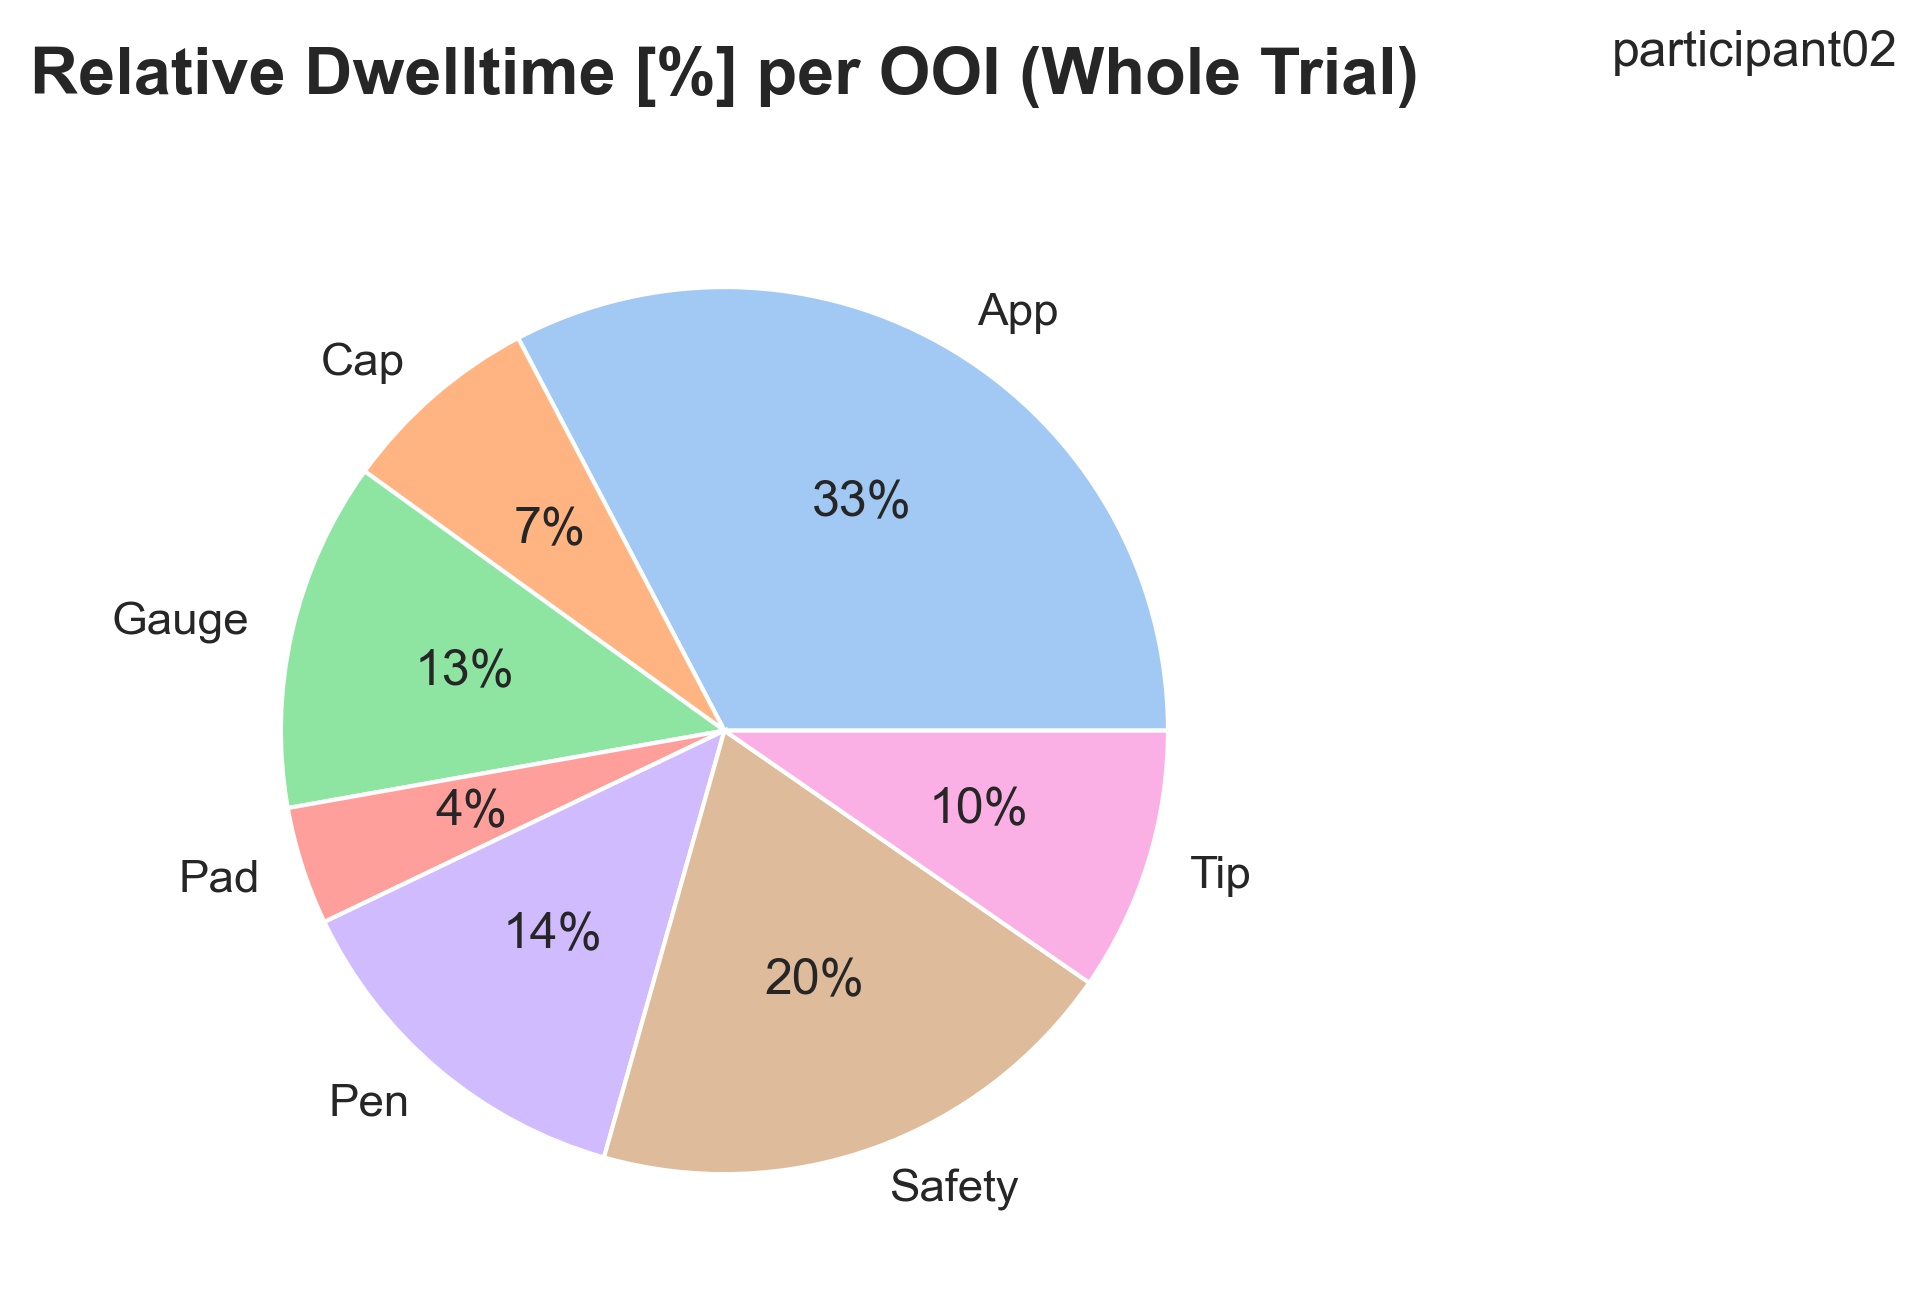 Relative Dwelltime [%] per OOI (Whole Trial)
participant02
App
Cap
33%
7%
Gauge
13%
4%
10%
Pad
Tip
14%
20%
Pen
Safety